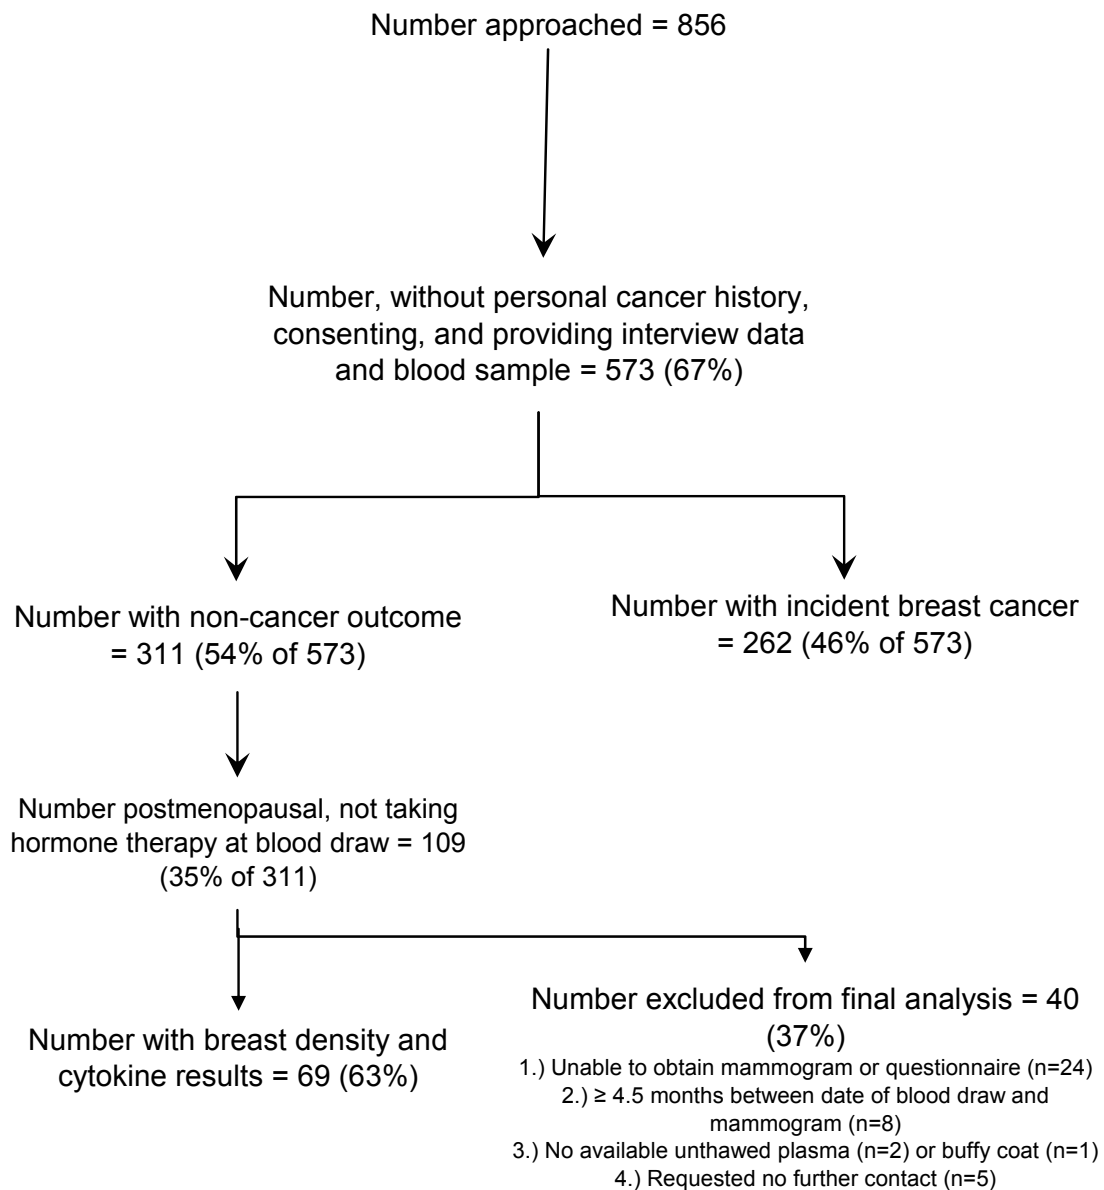 Number approached = 856
Number, without personal cancer history,
consenting, and providing interview data
and blood sample = 573 (67%)
Number with non-cancer outcome
= 311 (54% of 573)
Number with incident breast cancer
= 262 (46% of 573)
Number postmenopausal, not taking
hormone therapy at blood draw = 109
(35% of 311)
Number with breast density and
cytokine results = 69 (63%)
Number excluded from final analysis = 40
(37%)
1.) Unable to obtain mammogram or questionnaire (n=24)
2.) ≥ 4.5 months between date of blood draw and
mammogram (n=8)
3.) No available unthawed plasma (n=2) or buffy coat (n=1)
4.) Requested no further contact (n=5)